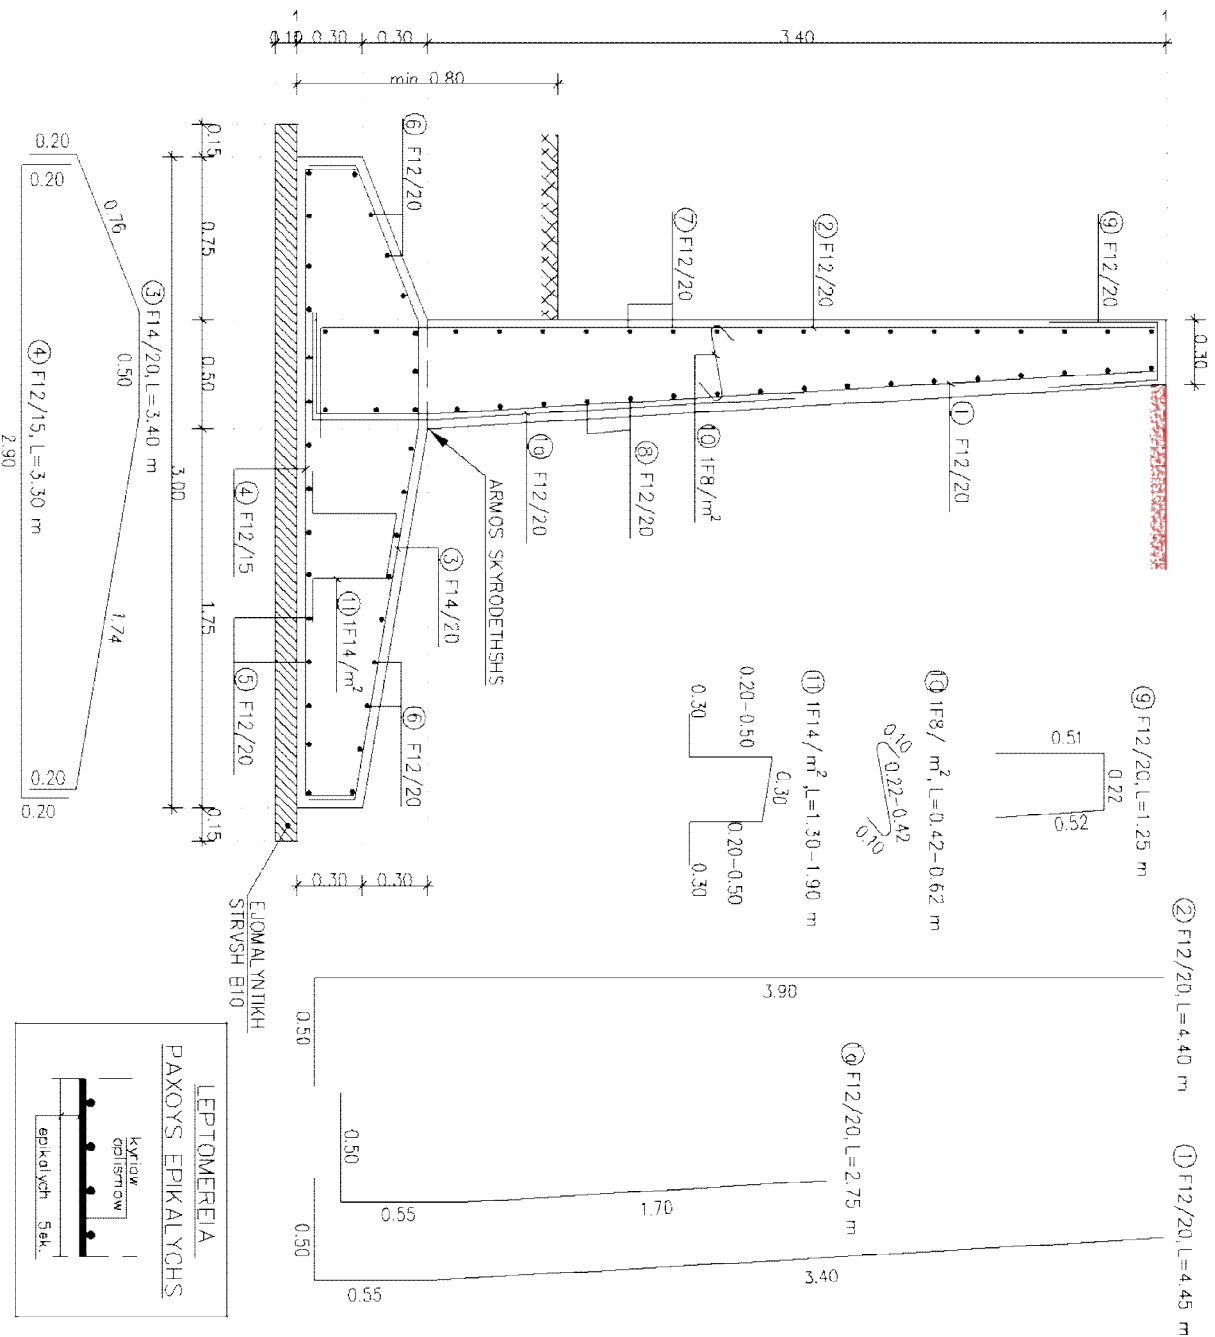 1
1
0.10
0.30
0.30
3.40
min 0.80
0.15
0.75
0.50
1.75
0.15
3.00
0.30
⑥ F12/20
⑦ F12/20
② F12/20
⑨ F12/20
⑩ 1F8/m²
① F12/20
⑧ F12/20
①a F12/20
ARMOS SKYRODETHSHS
③ F14/20
④ F12/15
⑪ 1F14/m²
⑤ F12/20
⑥ F12/20
0.30
0.30
EJOMALYNTIKH
STRVSH B10
0.20
0.20
0.76
③ F14/20, L=3.40 m
0.50
1.74
0.20
0.20
④ F12/15, L=3.30 m
2.90
⑨ F12/20, L=1.25 m
0.51
0.22
0.52
⑩ 1F8/ m², L=0.42-0.62 m
0.10
0.22-0.42
0.10
⑪ 1F14/m², L=1.30-1.90 m
0.20-0.50
0.30
0.30
0.20-0.50
0.30
② F12/20, L=4.40 m
3.90
0.50
①a F12/20, L=2.75 m
0.50
0.55
1.70
① F12/20, L=4.45 m
0.50
0.55
3.40
LEPTOMEREIA
PAXOYS EPIKALYCHS
kyriow
oplismow
epikalych 5ek.